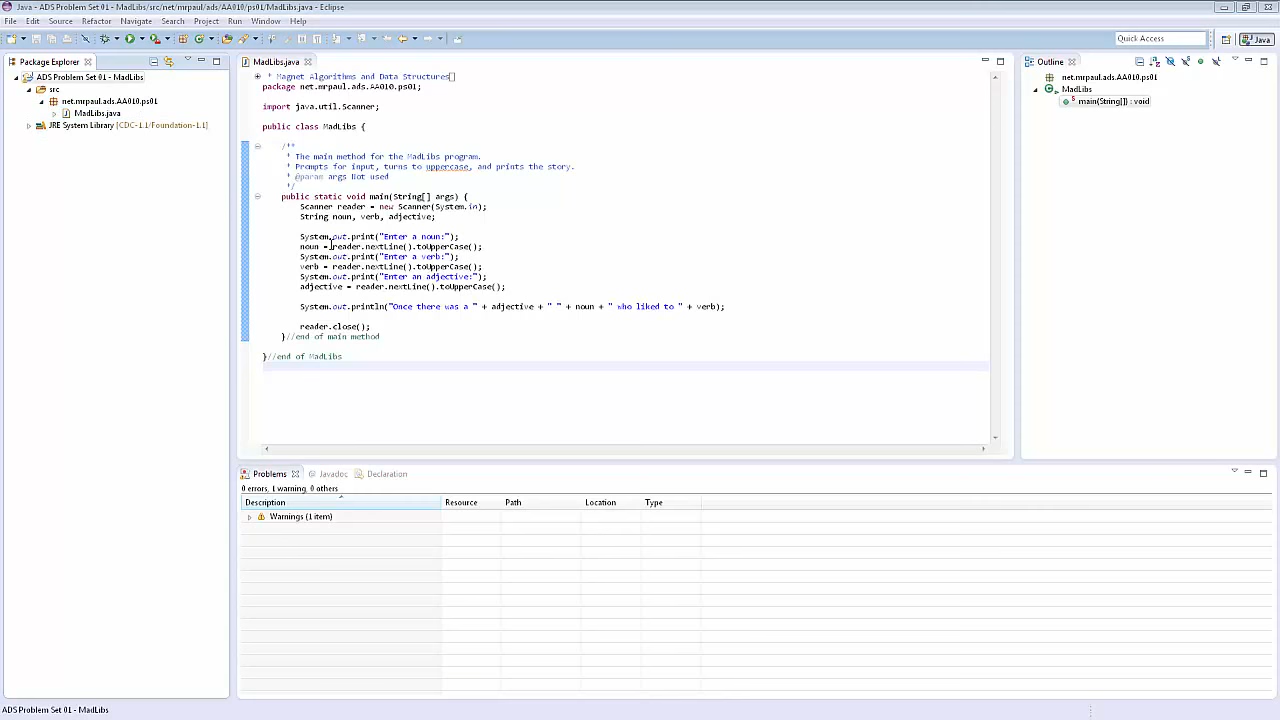 Java - ADS Problem Set 01 - MadLibs/src/net/mrpaul/ads/AA010/ps01/MadLibs.java - Eclipse
File Edit Source Refactor Navigate Search Project Run Window Help
Quick Access
Java
Package Explorer
ADS Problem Set 01 - MadLibs
src
net.mrpaul.ads.AA010.ps01
MadLibs.java
JRE System Library [CDC-1.1/Foundation-1.1]
MadLibs.java
* Magnet Algorithms and Data Structures
package net.mrpaul.ads.AA010.ps01;
import java.util.Scanner;
public class MadLibs {
/**
* The main method for the MadLibs program.
* Prompts for input, turns to uppercase, and prints the story.
* @param args Not used
*/
public static void main(String[] args) {
Scanner reader = new Scanner(System.in);
String noun, verb, adjective;
System.out.print("Enter a noun:");
noun = reader.nextLine().toUpperCase();
System.out.print("Enter a verb:");
verb = reader.nextLine().toUpperCase();
System.out.print("Enter an adjective:");
adjective = reader.nextLine().toUpperCase();
System.out.println("Once there was a " + adjective + " " + noun + " who liked to " + verb);
reader.close();
}//end of main method
}//end of MadLibs
Outline
net.mrpaul.ads.AA010.ps01
MadLibs
main(String[]) : void
Problems Javadoc Declaration
0 errors, 1 warning, 0 others
Description Resource Path Location Type
Warnings (1 item)
ADS Problem Set 01 - MadLibs